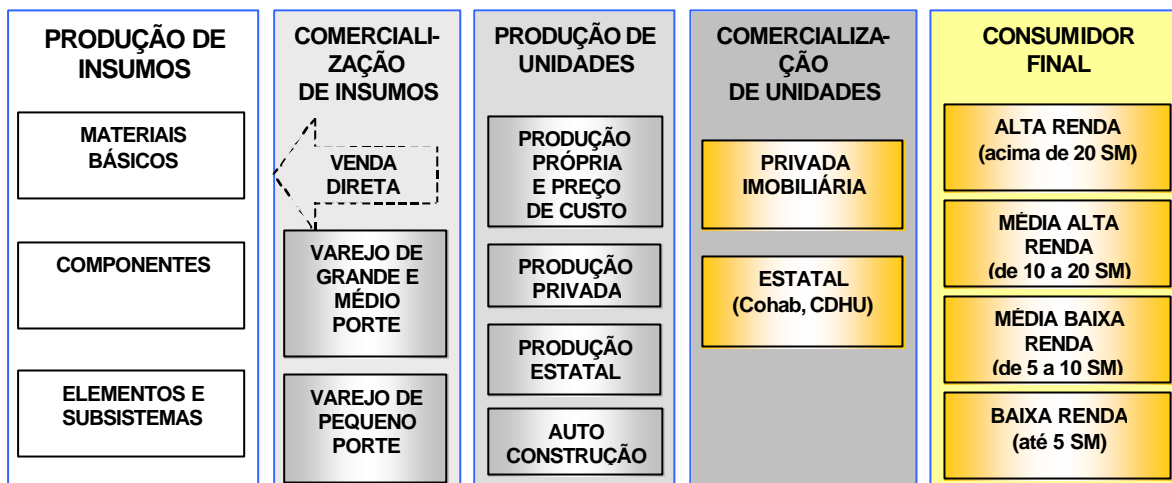 PRODUÇÃO DE
INSUMOS
MATERIAIS
BÁSICOS
COMPONENTES
ELEMENTOS E
SUBSISTEMAS
COMERCIALI-
ZAÇÃO
DE INSUMOS
VENDA
DIRETA
VAREJO DE
GRANDE E
MÉDIO
PORTE
VAREJO DE
PEQUENO
PORTE
PRODUÇÃO DE
UNIDADES
PRODUÇÃO
PRÓPRIA
E PREÇO
DE CUSTO
PRODUÇÃO
PRIVADA
PRODUÇÃO
ESTATAL
AUTO
CONSTRUÇÃO
COMERCIALIZA-
ÇÃO
DE UNIDADES
PRIVADA
IMOBILIÁRIA
ESTATAL
(Cohab, CDHU)
CONSUMIDOR
FINAL
ALTA RENDA
(acima de 20 SM)
MÉDIA ALTA
RENDA
(de 10 a 20 SM)
MÉDIA BAIXA
RENDA
(de 5 a 10 SM)
BAIXA RENDA
(até 5 SM)